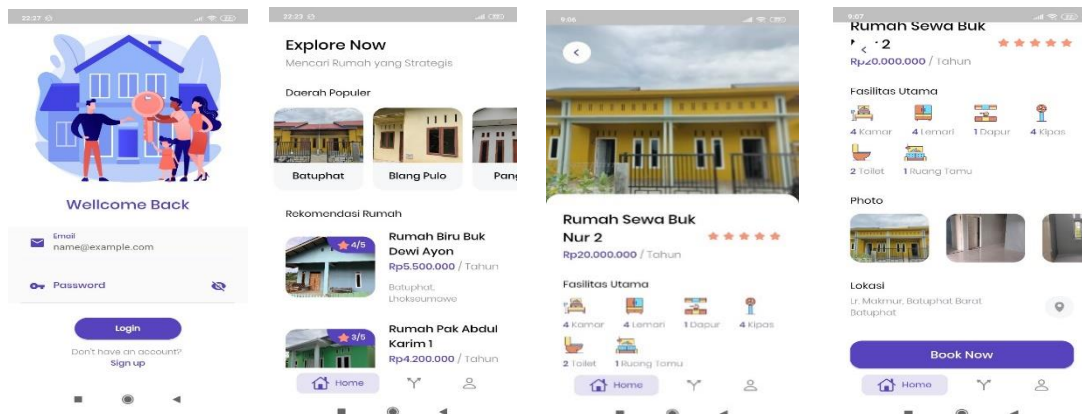 22:27
Wellcome Back
Email
name@example.com
Password
Login
Don't have an account?
Sign up
22:23
Explore Now
Mencari Rumah yang Strategis
Daerah Populer
Batuphat
Blang Pulo
Pang
Rekomendasi Rumah
4/5
Rumah Biru Buk
Dewi Ayon
Rp5.500.000 / Tahun
Batuphat,
Lhokseumawe
3/5
Rumah Pak Abdul
Karim 1
Rp4.200.000 / Tahun
Home
9:06
Rumah Sewa Buk
Nur 2
Rp20.000.000 / Tahun
Fasilitas Utama
4 Kamar
4 Lemari
1 Dapur
4 Kipas
2 Toilet
1 Ruang Tamu
Home
9:07
Rumah Sewa Buk
2
Rp20.000.000 / Tahun
Fasilitas Utama
4 Kamar
4 Lemari
1 Dapur
4 Kipas
2 Toilet
1 Ruang Tamu
Photo
Lokasi
Lr. Makmur, Batuphat Barat
Batuphat
Book Now
Home